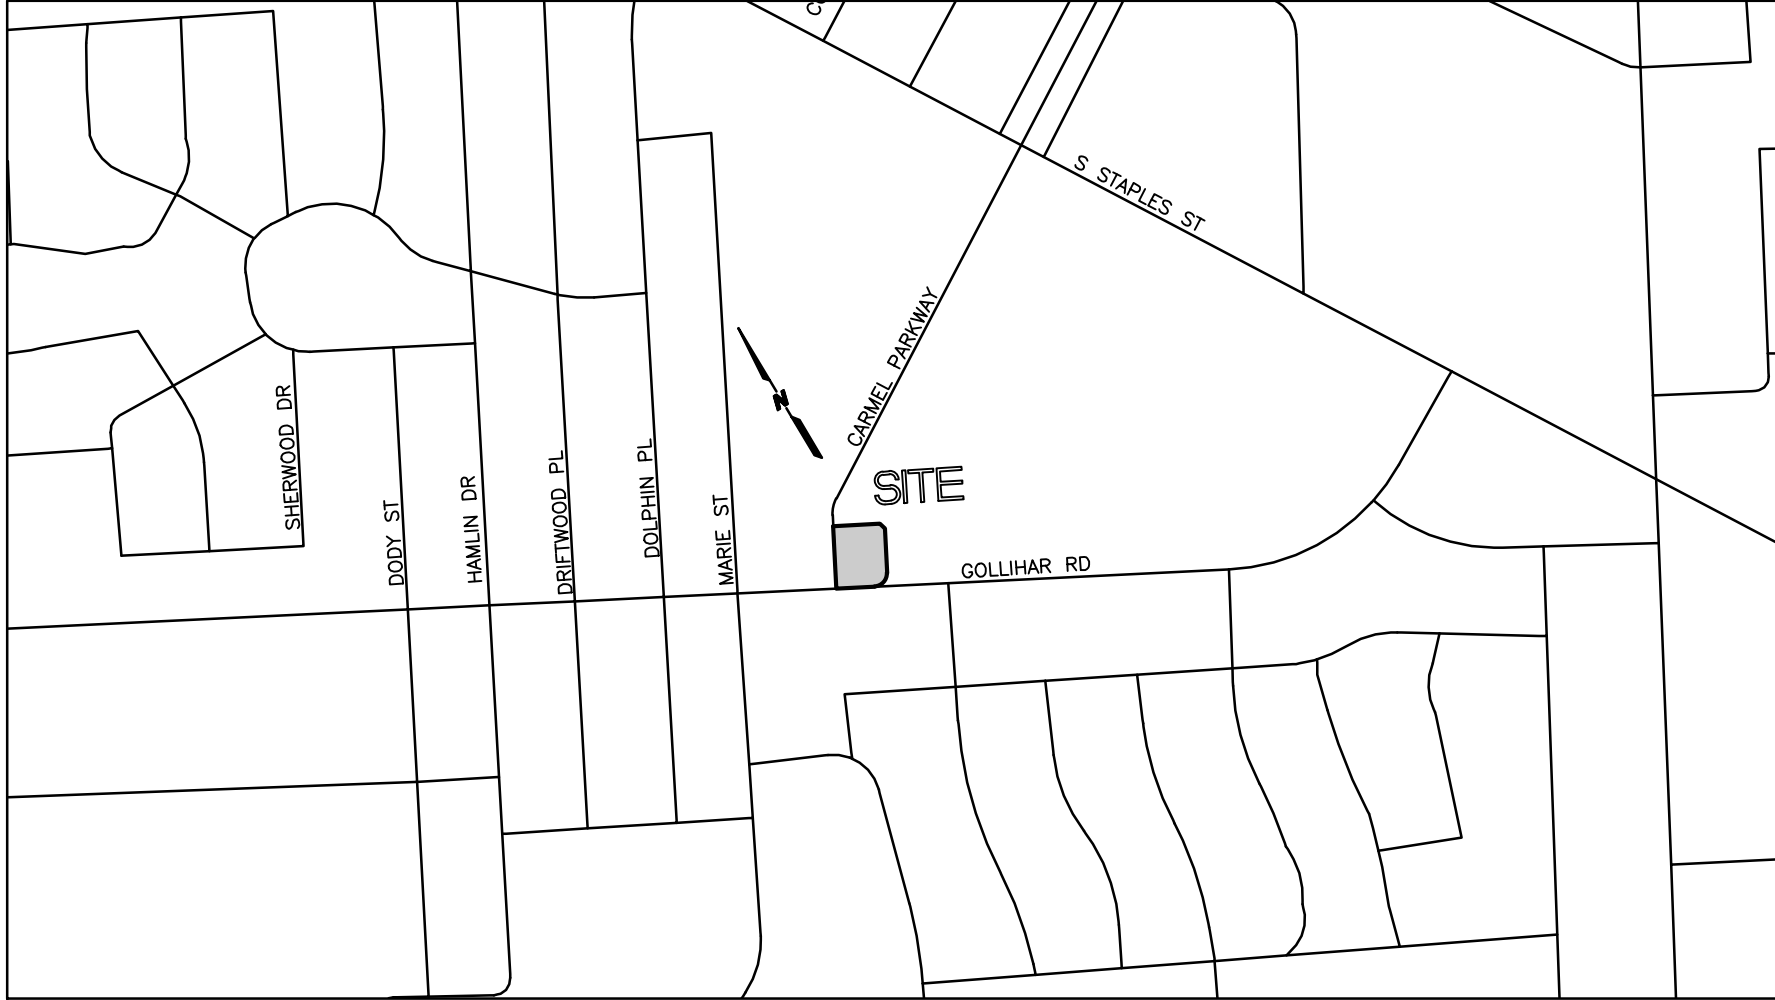 S STAPLES ST
CARMEL PARKWAY
N
SITE
SHERWOOD DR
DODY ST
HAMLIN DR
DRIFTWOOD PL
DOLPHIN PL
MARIE ST
GOLLIHAR RD